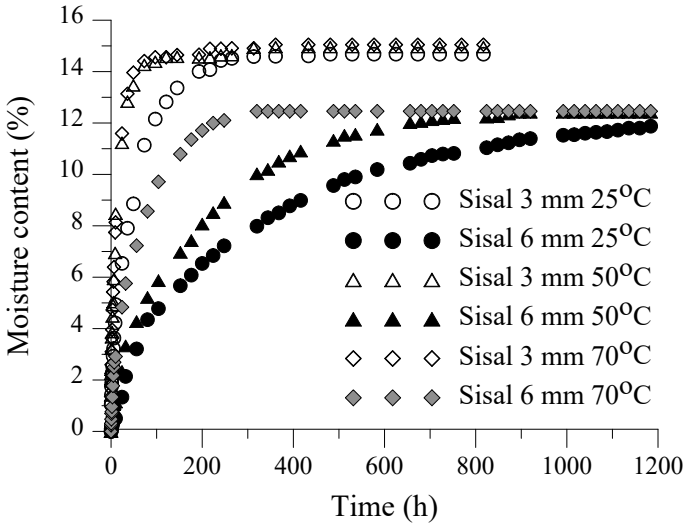 16
14
12
10
8
6
4
2
0
Moisture content (%)
Sisal 3 mm 25°C
Sisal 6 mm 25°C
Sisal 3 mm 50°C
Sisal 6 mm 50°C
Sisal 3 mm 70°C
Sisal 6 mm 70°C
0 200 400 600 800 1000 1200
Time (h)